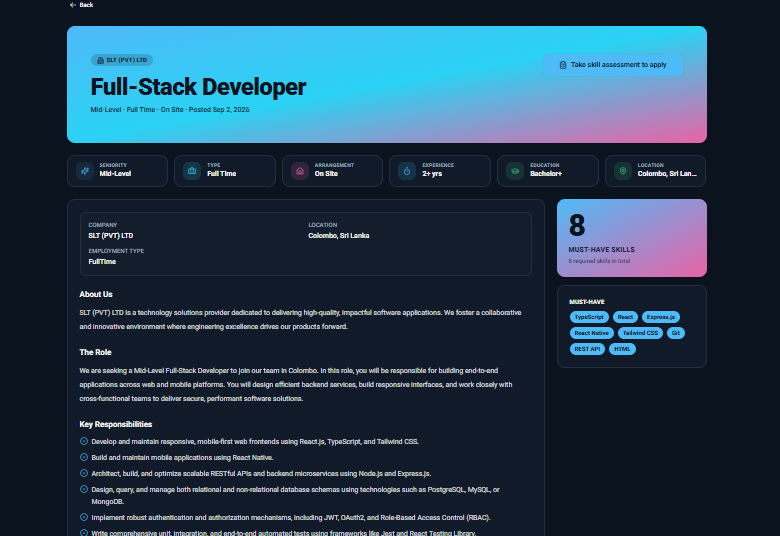 Back
SLT (PVT) LTD
Full-Stack Developer
Mid-Level · Full Time · On Site · Posted Sep 2, 2026
Take skill assessment to apply
SENIORITY
Mid-Level
TYPE
Full Time
ARRANGEMENT
On Site
EXPERIENCE
2+ yrs
EDUCATION
Bachelor+
LOCATION
Colombo, Sri Lan...
COMPANY
SLT (PVT) LTD
LOCATION
Colombo, Sri Lanka
EMPLOYMENT TYPE
FullTime
About Us
SLT (PVT) LTD is a technology solutions provider dedicated to delivering high-quality, impactful software applications. We foster a collaborative
and innovative environment where engineering excellence drives our products forward.
The Role
We are seeking a Mid-Level Full-Stack Developer to join our team in Colombo. In this role, you will be responsible for building end-to-end
applications across web and mobile platforms. You will design efficient backend services, build responsive interfaces, and work closely with
cross-functional teams to deliver secure, performant software solutions.
Key Responsibilities
Develop and maintain responsive, mobile-first web frontends using React.js, TypeScript, and Tailwind CSS.
Build and maintain mobile applications using React Native.
Architect, build, and optimize scalable RESTful APIs and backend microservices using Node.js and Express.js.
Design, query, and manage both relational and non-relational database schemas using technologies such as PostgreSQL, MySQL, or
MongoDB.
Implement robust authentication and authorization mechanisms, including JWT, OAuth2, and Role-Based Access Control (RBAC).
Write comprehensive unit, integration, and end-to-end automated tests using frameworks like Jest and React Testing Library.
8
MUST-HAVE SKILLS
8 required skills in total
MUST-HAVE
TypeScript React Express.js
React Native Tailwind CSS Git
REST API HTML